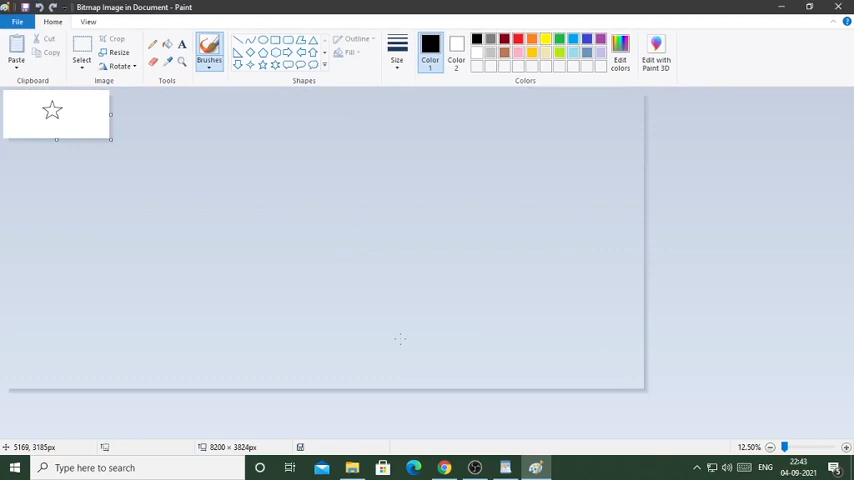 Bitmap Image in Document - Paint
File Home View
Paste
Cut
Copy
Clipboard
Select
Crop
Resize
Rotate
Image
A
Tools
Brushes
Outline
Fill
Shapes
Size
Color 1
Color 2
Edit colors
Colors
Edit with Paint 3D
5169, 3185px
8200 × 3824px
12.50%
Type here to search
ENG
22:43
04-09-2021
5